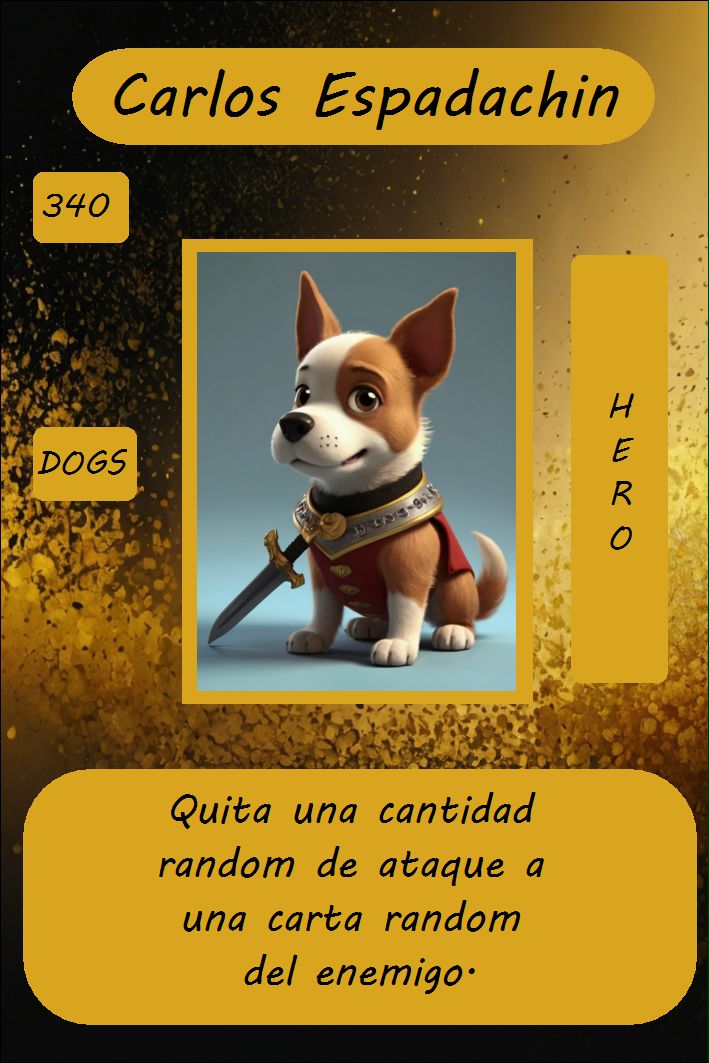 Carlos Espadachin
340
DOGS
H
E
R
O
Quita una cantidad
random de ataque a
una carta random
del enemigo·